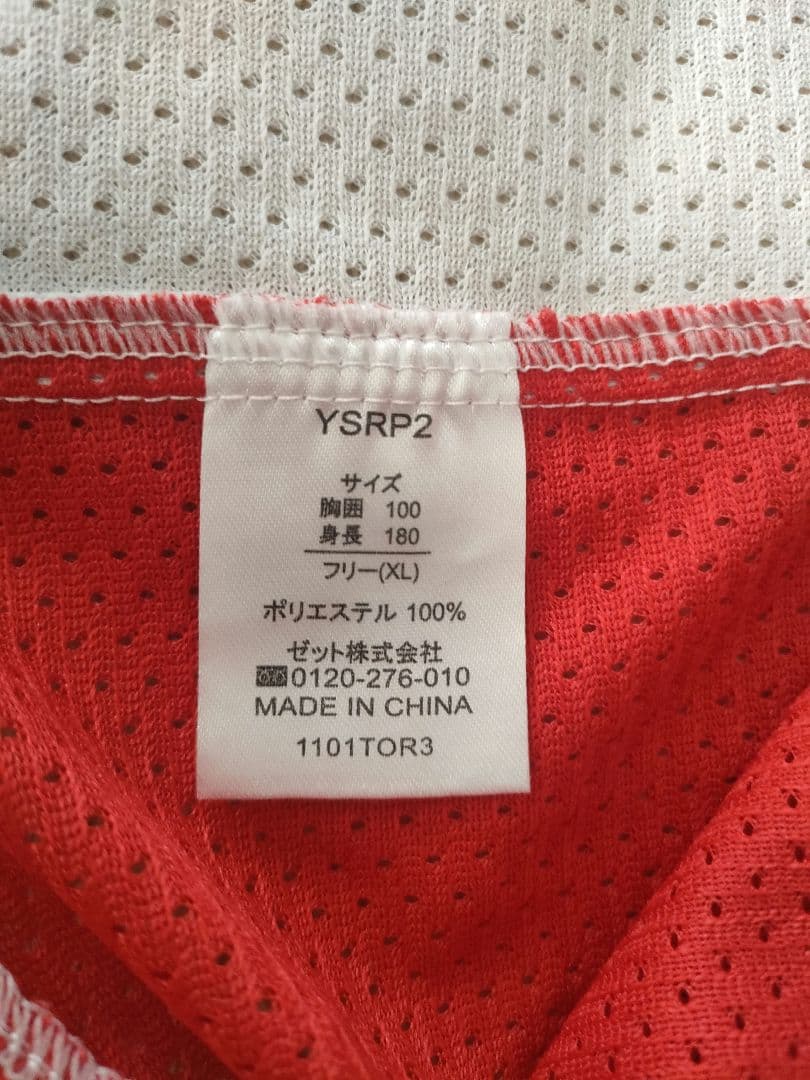 YSRP2
サイズ
胸囲 100
身長 180
フリー(XL)
ポリエステル 100%
ゼット株式会社
0120-276-010
MADE IN CHINA
1101TOR3